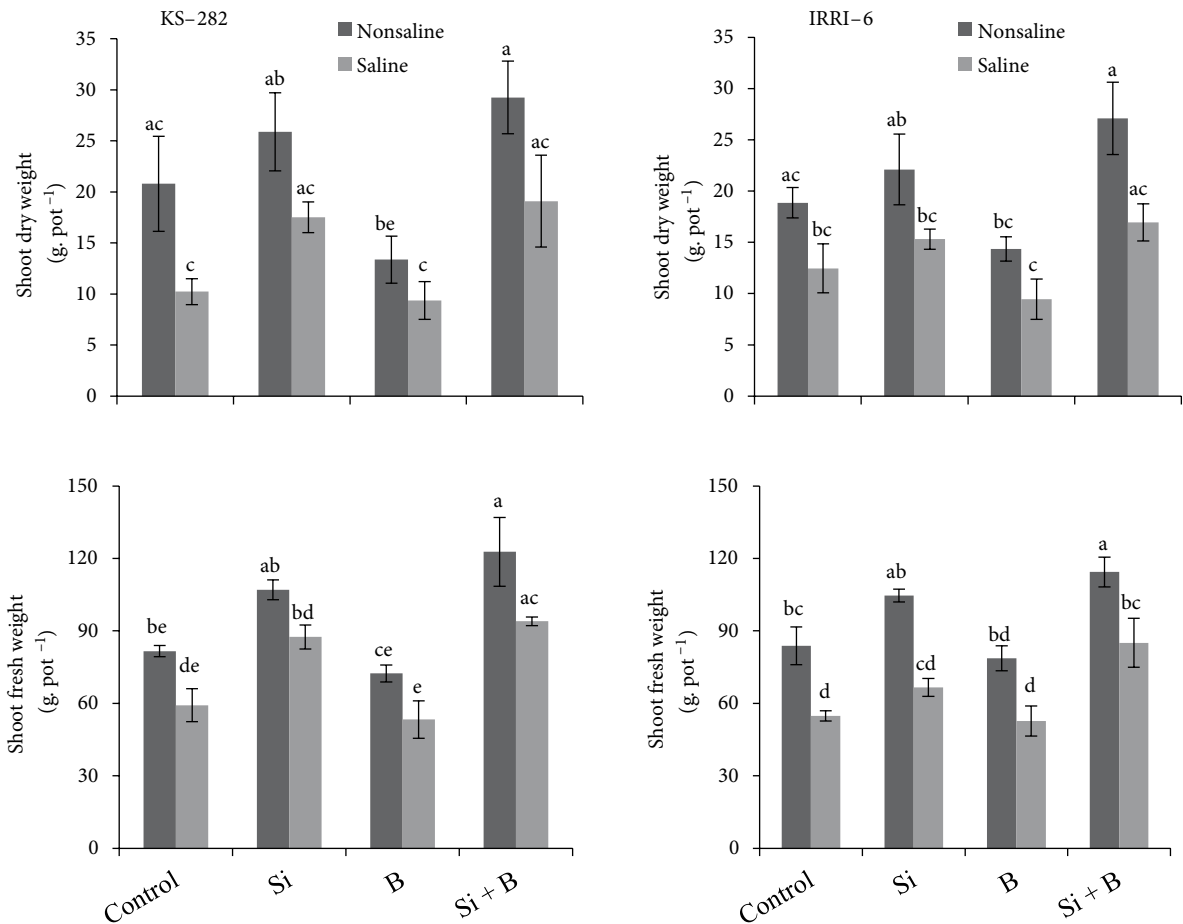 KS–282
Nonsaline
Saline
Shoot dry weight
(g. pot ⁻¹)
35
30
25
20
15
10
5
0
ac
c
ab
ac
be
c
a
ac
IRRI–6
Nonsaline
Saline
Shoot dry weight
(g. pot ⁻¹)
35
30
25
20
15
10
5
0
ac
bc
ab
bc
bc
c
a
ac
Shoot fresh weight
(g. pot ⁻¹)
150
120
90
60
30
0
be
de
ab
bd
ce
e
a
ac
Control
Si
B
Si + B
Shoot fresh weight
(g. pot ⁻¹)
150
120
90
60
30
0
bc
d
ab
cd
bd
d
a
bc
Control
Si
B
Si + B